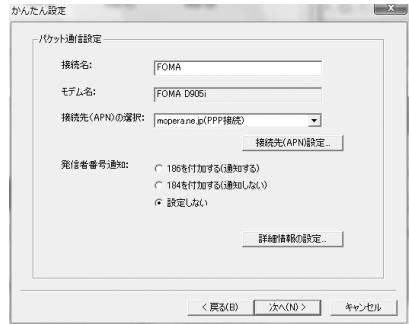 かんたん設定
パケット通信設定
接続名:
FOMA
モデム名:
FOMA D905i
接続先(APN)の選択:
mopera.ne.jp(PPP接続)
接続先(APN)設定...
発信者番号通知:
186を付加する(通知する)
184を付加する(通知しない)
設定しない
詳細情報の設定...
< 戻る(B)
次へ(N) >
キャンセル